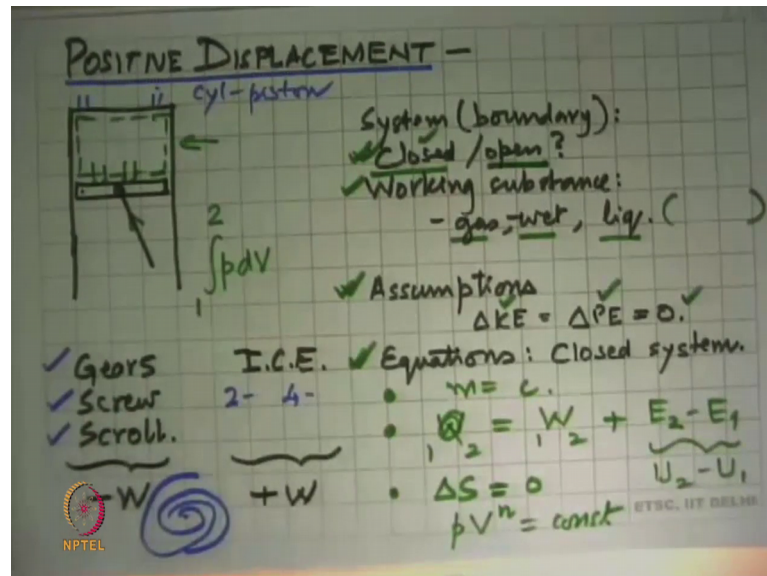 POSITIVE DISPLACEMENT –
cyl-piston
System (boundary):
✓ Closed / open?
✓ Working substance:
- gas, wet, liq. ( )
2
∫pdV
1
✓ Assumptions
ΔKE = ΔPE = 0. ✓
✓ Gears
✓ Screw
✓ Scroll.
I.C.E.
2- 4-
✓ Equations: Closed system.
• m = c.
• ₁Q₂ = ₁W₂ + E₂ - E₁
U₂ - U₁
• ΔS = 0
pVⁿ = const
-W
+W
NPTEL
ETSC, IIT DELHI